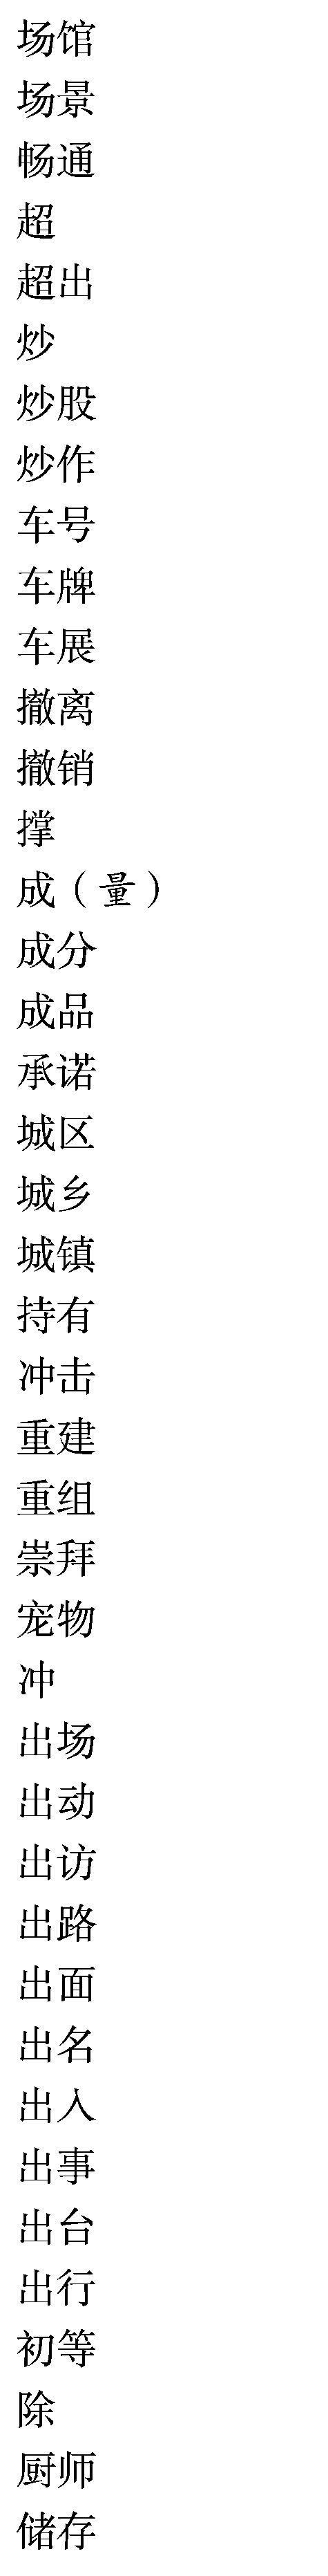 场馆
场景
畅通
超
超出
炒
炒股
炒作
车号
车牌
车展
撤离
撤销
撑
成（量）
成分
成品
承诺
城区
城乡
城镇
持有
冲击
重建
重组
崇拜
宠物
冲
出场
出动
出访
出路
出面
出名
出入
出事
出台
出行
初等
除
厨师
储存